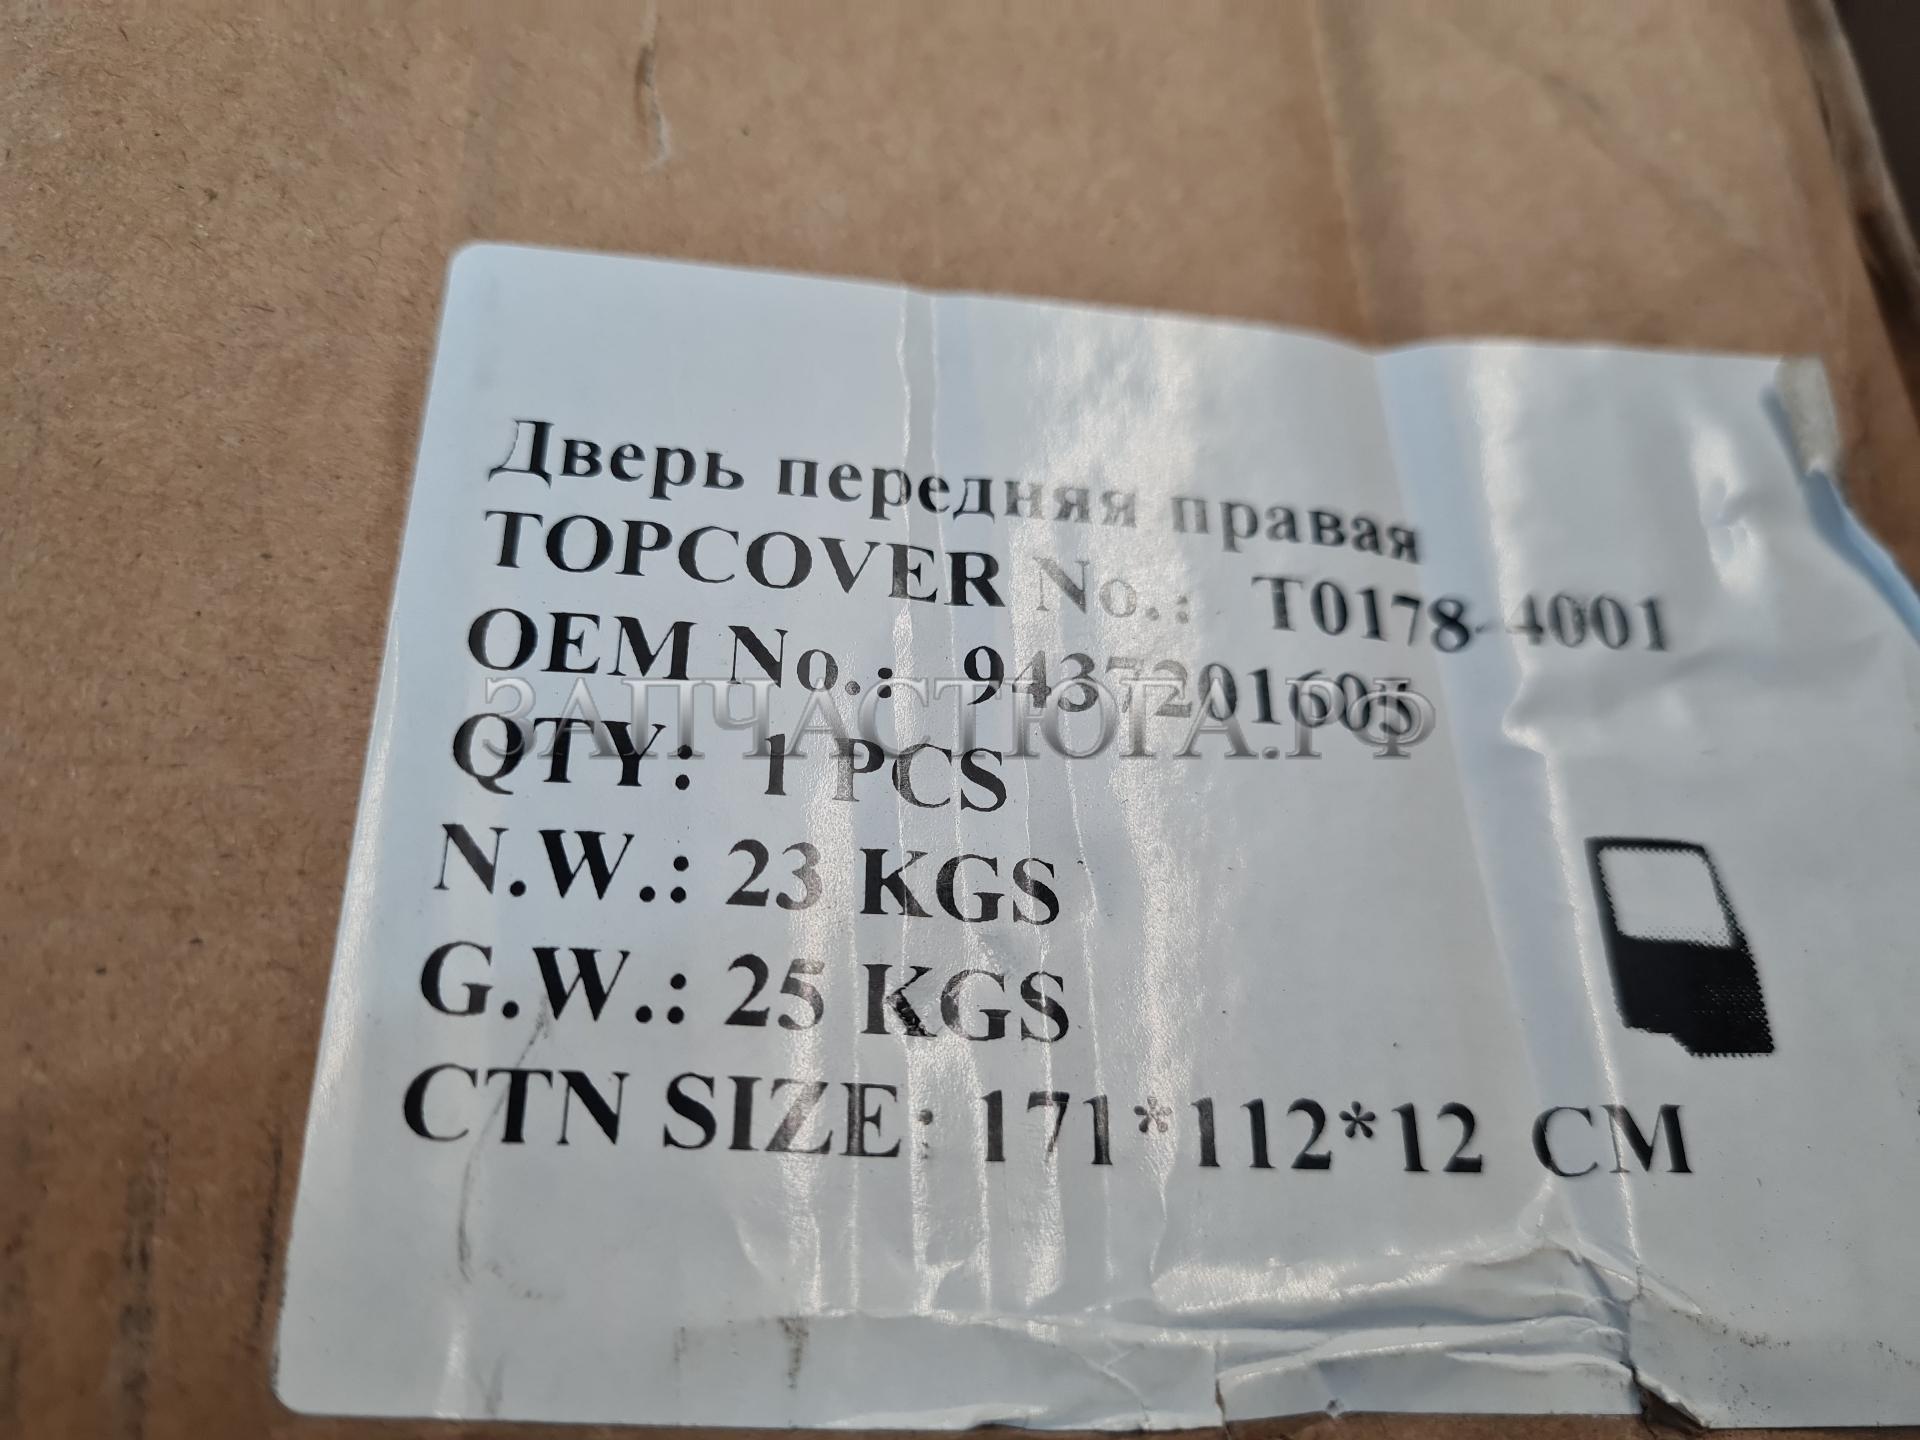 Дверь передняя правая
TOPCOVER No.: T0178-4001
OEM No.: 9437201605
ЗАПЧАСТЮГА.РФ
QTY: 1 PCS
N.W.: 23 KGS
G.W.: 25 KGS
CTN SIZE: 171*112*12 CM